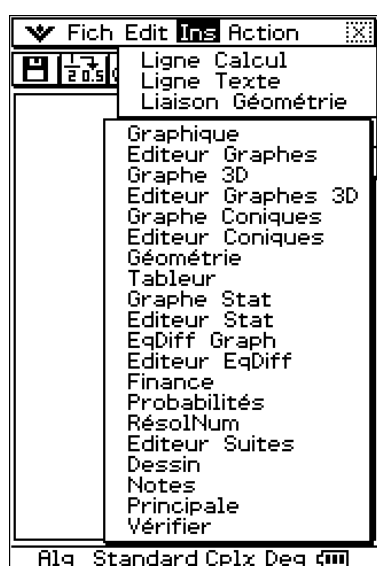 Fich Edit Ins Action
Ligne Calcul
Ligne Texte
Liaison Géométrie
Graphique
Editeur Graphes
Graphe 3D
Editeur Graphes 3D
Graphe Coniques
Editeur Coniques
Géométrie
Tableur
Graphe Stat
Editeur Stat
EqDiff Graph
Editeur EqDiff
Finance
Probabilités
RésolNum
Editeur Suites
Dessin
Notes
Principale
Vérifier
Alg Standard Cplx Deg